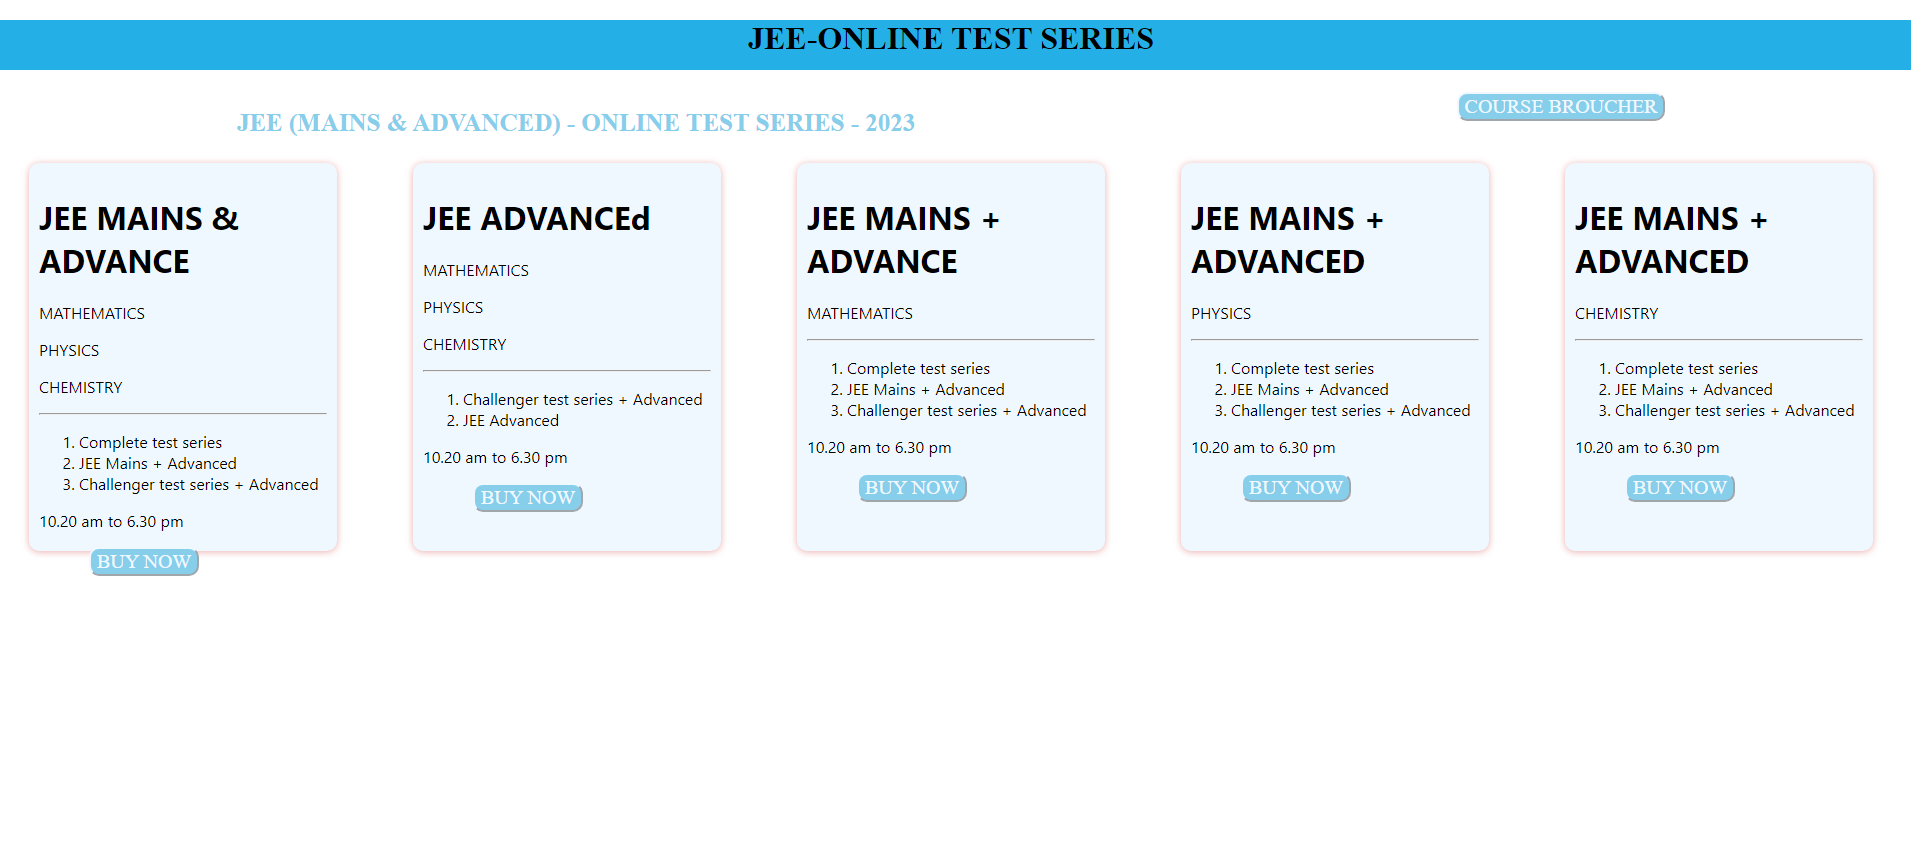 JEE-ONLINE TEST SERIES
JEE (MAINS & ADVANCED) - ONLINE TEST SERIES - 2023
COURSE BROUCHER
JEE MAINS &
ADVANCE
MATHEMATICS
PHYSICS
CHEMISTRY
1. Complete test series
2. JEE Mains + Advanced
3. Challenger test series + Advanced
10.20 am to 6.30 pm
BUY NOW
JEE ADVANCEd
MATHEMATICS
PHYSICS
CHEMISTRY
1. Challenger test series + Advanced
2. JEE Advanced
10.20 am to 6.30 pm
BUY NOW
JEE MAINS +
ADVANCE
MATHEMATICS
1. Complete test series
2. JEE Mains + Advanced
3. Challenger test series + Advanced
10.20 am to 6.30 pm
BUY NOW
JEE MAINS +
ADVANCED
PHYSICS
1. Complete test series
2. JEE Mains + Advanced
3. Challenger test series + Advanced
10.20 am to 6.30 pm
BUY NOW
JEE MAINS +
ADVANCED
CHEMISTRY
1. Complete test series
2. JEE Mains + Advanced
3. Challenger test series + Advanced
10.20 am to 6.30 pm
BUY NOW